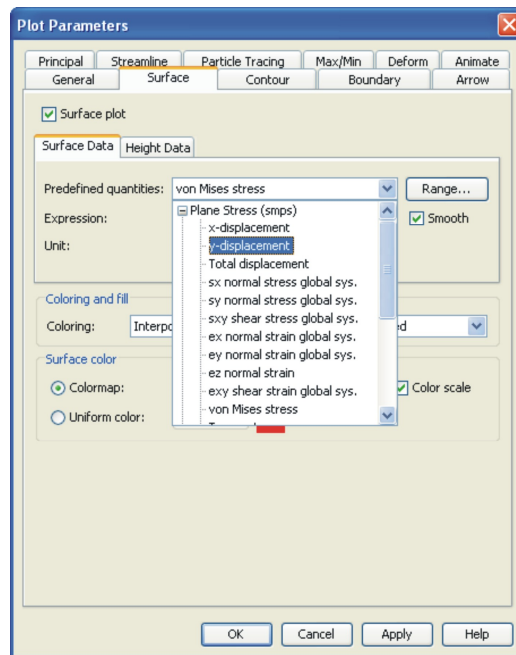 Plot Parameters
Principal Streamline Particle Tracing Max/Min Deform Animate
General Surface Contour Boundary Arrow
Surface plot
Surface Data Height Data
Predefined quantities: von Mises stress Range...
Plane Stress (smps)
Expression: Smooth
x-displacement
Unit: y-displacement
Total displacement
sx normal stress global sys.
Coloring and fill
sy normal stress global sys.
Coloring: Interpo sxy shear stress global sys. ed
ex normal strain global sys.
Surface color ey normal strain global sys.
ez normal strain
Colormap: exy shear strain global sys. Color scale
von Mises stress
Uniform color:
OK Cancel Apply Help